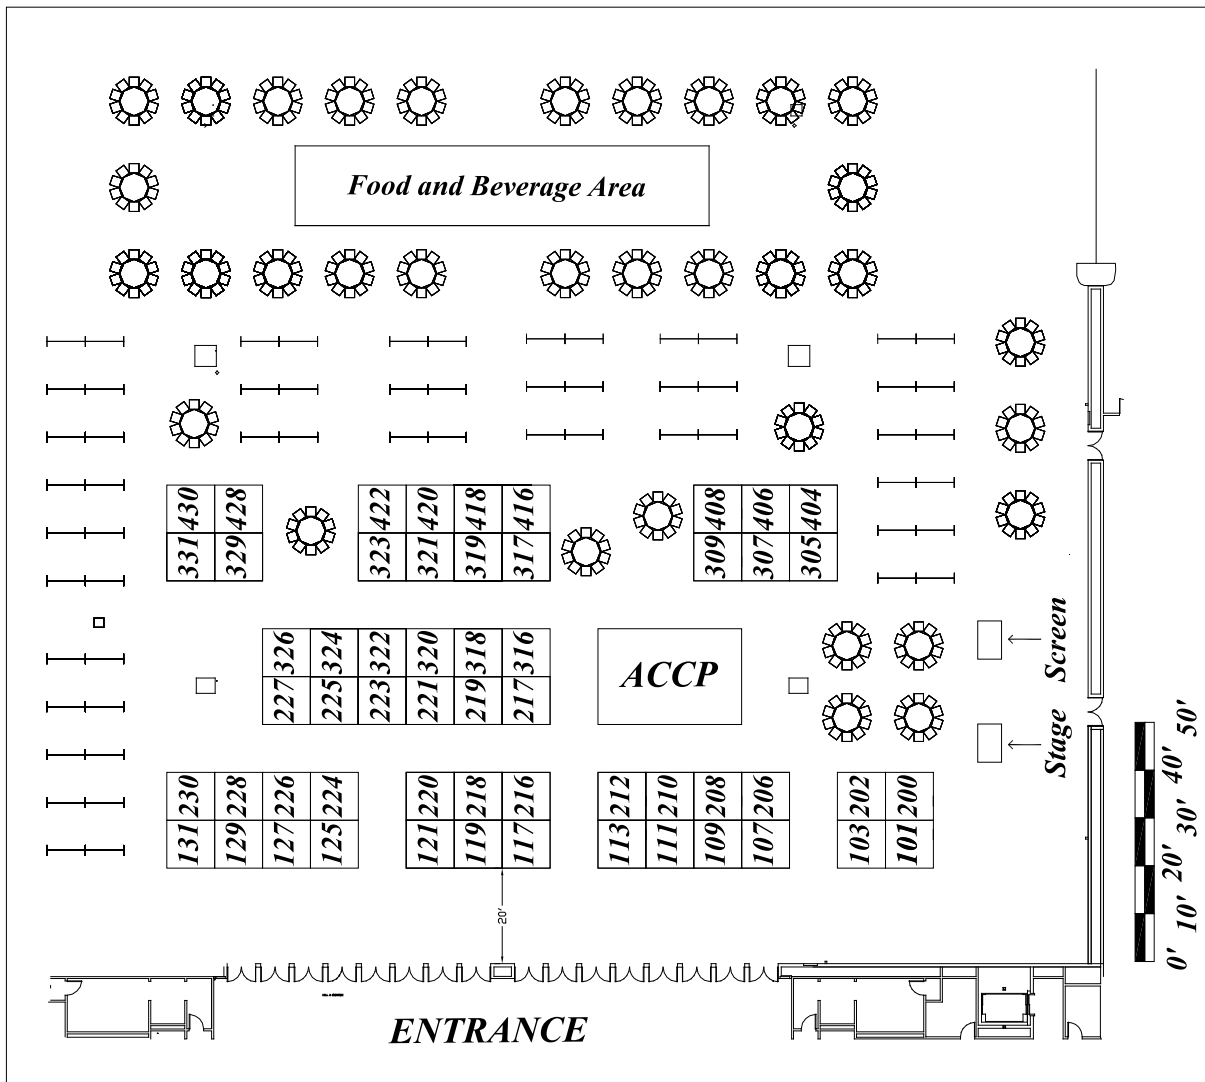 Food and Beverage Area
430 428 422 420 418 416 408 406 404
331 329 323 321 319 317 309 307 305
326 324 322 320 318 316
227 225 223 221 219 217
ACCP
Screen
Stage
230 228 226 224 220 218 216 212 210 208 206 202 200
131 129 127 125 121 119 117 113 111 109 107 103 101
0' 10' 20' 30' 40' 50'
20'
ENTRANCE